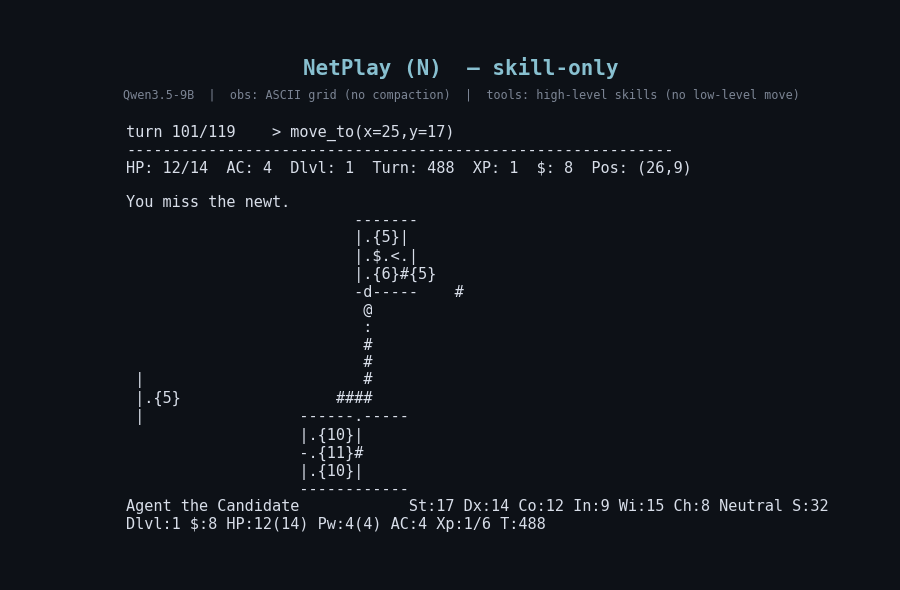 NetPlay (N)  — skill-only
Qwen3.5-9B  |  obs: ASCII grid (no compaction)  |  tools: high-level skills (no low-level move)
turn 101/119    > move_to(x=25,y=17)
------------------------------------------------------------
HP: 12/14  AC: 4  Dlvl: 1  Turn: 488  XP: 1  $: 8  Pos: (26,9)
You miss the newt.
                         -------
                         |.{5}|
                         |.$.<.|
                         |.{6}#{5}
                         -d-----    #
                          @
                          :
                          #
                          #
 |                        #
 |.{5}                 ####
 |                 ------.-----
                   |.{10}|
                   -.{11}#
                   |.{10}|
                   ------------
Agent the Candidate            St:17 Dx:14 Co:12 In:9 Wi:15 Ch:8 Neutral S:32
Dlvl:1 $:8 HP:12(14) Pw:4(4) AC:4 Xp:1/6 T:488